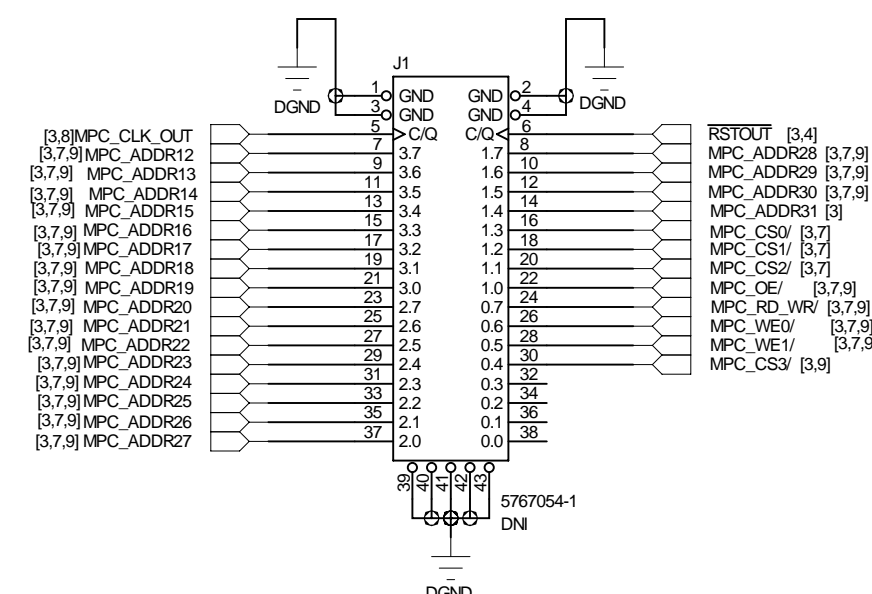 J1
DGND
DGND
1 GND GND 2
3 GND GND 4
[3,8]MPC_CLK_OUT 5 C/Q C/Q 6 RSTOUT [3,4]
[3,7,9]MPC_ADDR12 7 3.7 1.7 8 MPC_ADDR28 [3,7,9]
[3,7,9] MPC_ADDR13 9 3.6 1.6 10 MPC_ADDR29 [3,7,9]
[3,7,9] MPC_ADDR14 11 3.5 1.5 12 MPC_ADDR30 [3,7,9]
[3,7,9] MPC_ADDR15 13 3.4 1.4 14 MPC_ADDR31 [3]
[3,7,9] MPC_ADDR16 15 3.3 1.3 16 MPC_CS0/ [3,7]
[3,7,9]MPC_ADDR17 17 3.2 1.2 18 MPC_CS1/ [3,7]
[3,7,9] MPC_ADDR18 19 3.1 1.1 20 MPC_CS2/ [3,7]
[3,7,9] MPC_ADDR19 21 3.0 1.0 22 MPC_OE/ [3,7,9]
[3,7,9] MPC_ADDR20 23 2.7 0.7 24 MPC_RD_WR/ [3,7,9]
[3,7,9] MPC_ADDR21 25 2.6 0.6 26 MPC_WE0/ [3,7,9]
[3,7,9] MPC_ADDR22 27 2.5 0.5 28 MPC_WE1/ [3,7,9
[3,7,9]MPC_ADDR23 29 2.4 0.4 30 MPC_CS3/ [3,9]
[3,7,9] MPC_ADDR24 31 2.3 0.3 32
[3,7,9] MPC_ADDR25 33 2.2 0.2 34
[3,7,9] MPC_ADDR26 35 2.1 0.1 36
[3,7,9] MPC_ADDR27 37 2.0 0.0 38
39 40 41 42 43
5767054-1
DNI
DGND